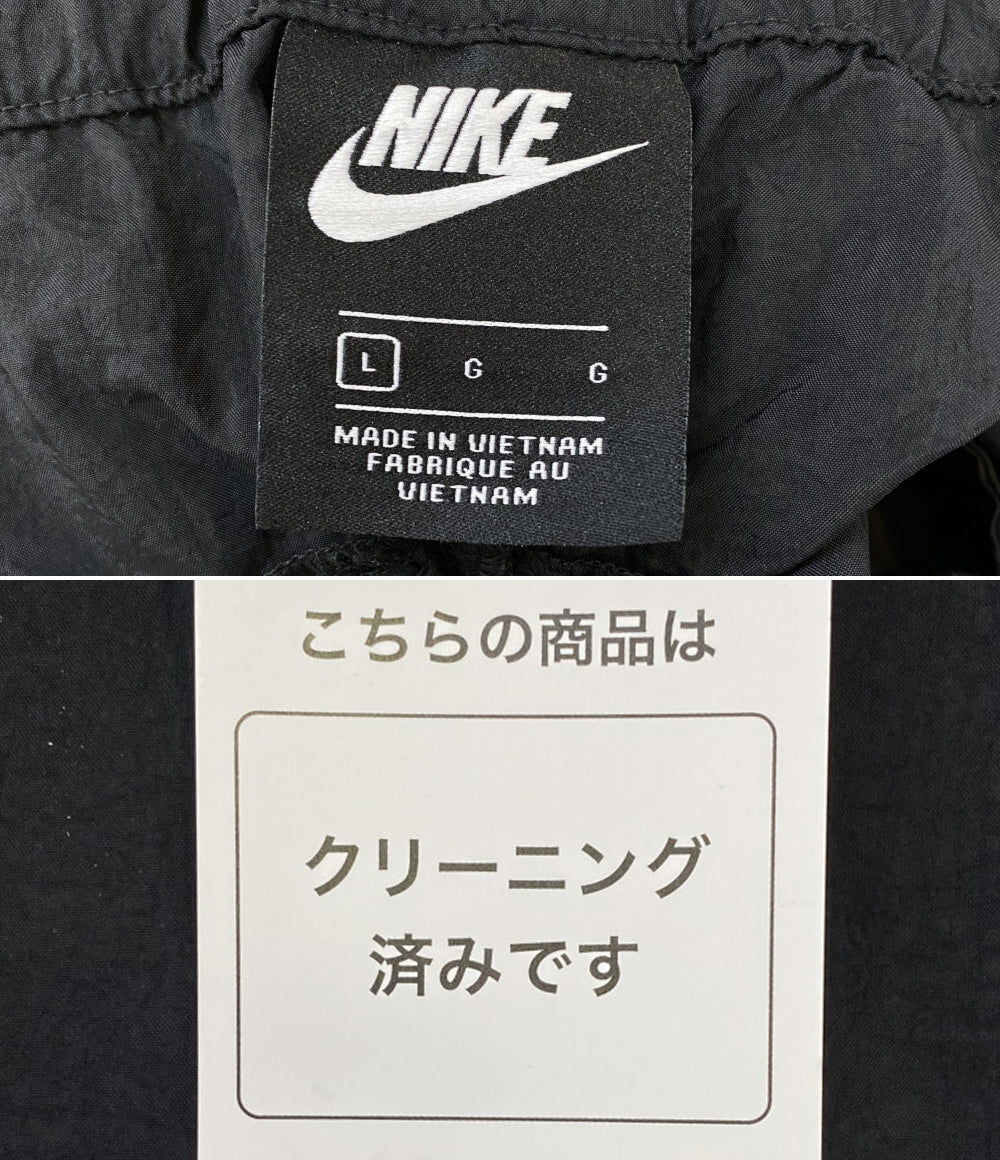 NIKE
L G G
MADE IN VIETNAM
FABRIQUE AU
VIETNAM
こちらの商品は
クリーニング
済みです